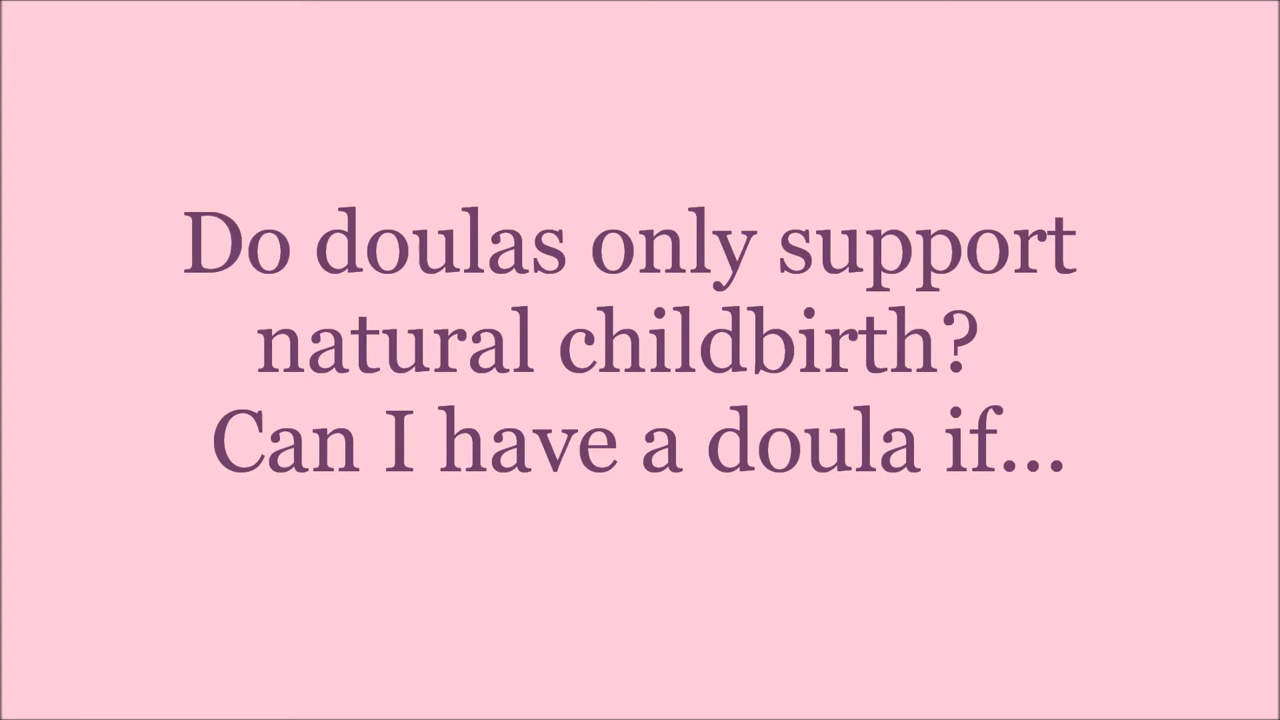 Do doulas only support
natural childbirth?
Can I have a doula if...